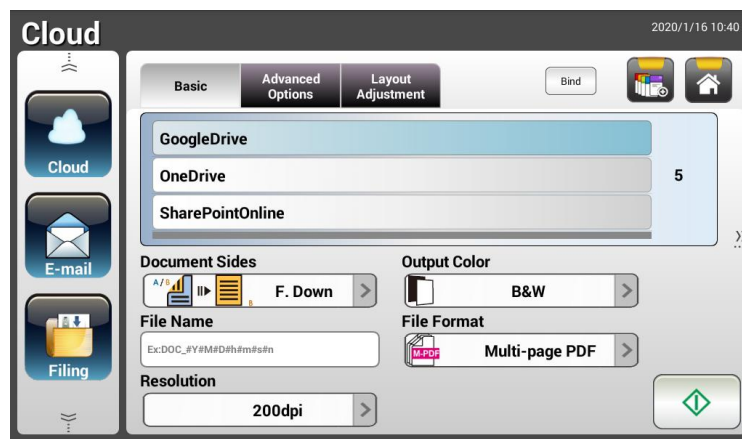 Cloud
2020/1/16 10:40
Basic
Advanced Options
Layout Adjustment
Bind
Cloud
E-mail
Filing
GoogleDrive
OneDrive
SharePointOnline
5
Document Sides
A/B
B
F. Down
Output Color
B&W
File Name
Ex:DOC_#Y#M#D#h#m#s#n
File Format
M-PDF
Multi-page PDF
Resolution
200dpi